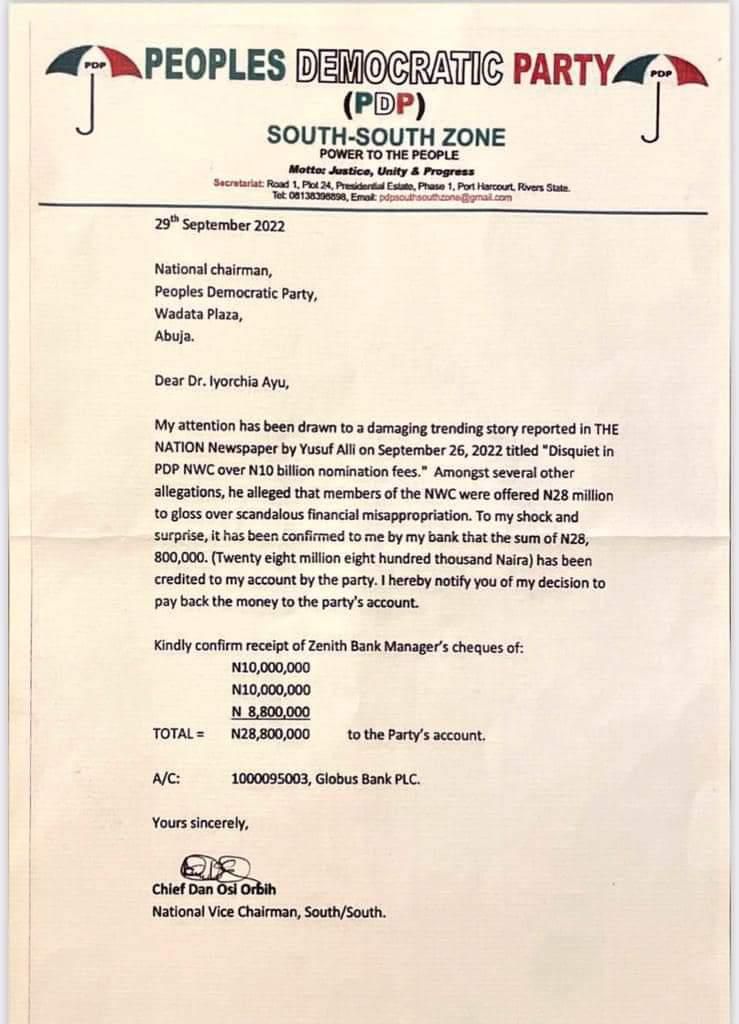 PDP PEOPLES DEMOCRATIC PARTY PDP
(PDP)
SOUTH-SOUTH ZONE
POWER TO THE PEOPLE
Motto: Justice, Unity & Progress
Secretariat: Road 1, Plot 24, Presidential Estate, Phase 1, Port Harcourt, Rivers State.
Tel: 08138398898, Email: pdpsouthsouthzone@gmail.com
29th September 2022
National chairman,
Peoples Democratic Party,
Wadata Plaza,
Abuja.
Dear Dr. Iyorchia Ayu,
My attention has been drawn to a damaging trending story reported in THE
NATION Newspaper by Yusuf Alli on September 26, 2022 titled "Disquiet in
PDP NWC over N10 billion nomination fees." Amongst several other
allegations, he alleged that members of the NWC were offered N28 million
to gloss over scandalous financial misappropriation. To my shock and
surprise, it has been confirmed to me by my bank that the sum of N28,
800,000. (Twenty eight million eight hundred thousand Naira) has been
credited to my account by the party. I hereby notify you of my decision to
pay back the money to the party's account.
Kindly confirm receipt of Zenith Bank Manager's cheques of:
N10,000,000
N10,000,000
N 8,800,000
TOTAL = N28,800,000 to the Party's account.
A/C: 1000095003, Globus Bank PLC.
Yours sincerely,
Chief Dan Osi Orbih
National Vice Chairman, South/South.